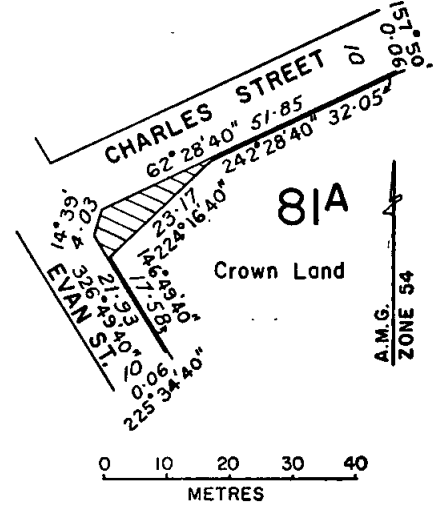 157°50'
0·06
CHARLES STREET 10
62°28'40" 51·85
242°28'40" 32·05
14°39'
4·03
23·17
224°16'40"
81A
146°49'40"
17·58
Crown Land
EVAN ST.
326°49'40" 10
21·93
0·06
225°34'40"
A.M.G.
ZONE 54
0 10 20 30 40
METRES